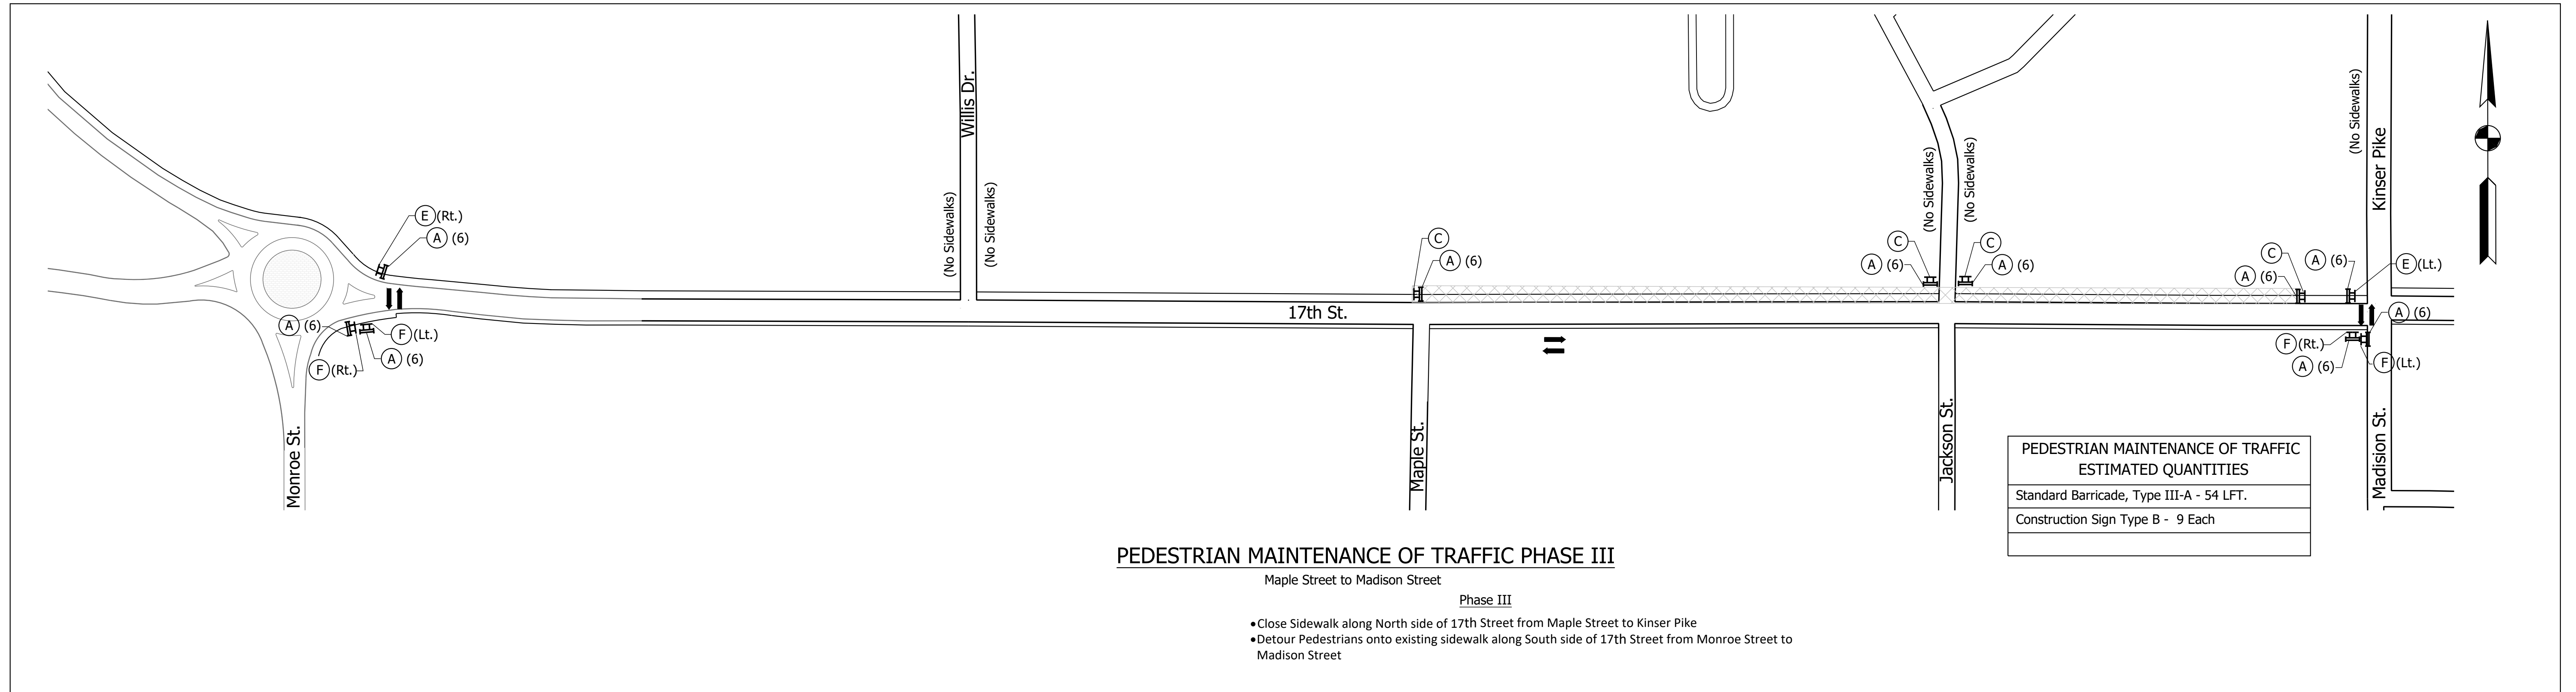 Willis Dr.
(No Sidewalks)
(No Sidewalks)
(No Sidewalks)
(No Sidewalks)
(No Sidewalks)
Kinser Pike
E (Rt.)
A (6)
C
A (6)
C
A (6)
C
A (6)
C
A (6)
A (6)
E (Lt.)
17th St.
A (6)
F (Lt.)
A (6)
F (Rt.)
A (6)
F (Rt.)
A (6)
F (Lt.)
Monroe St.
Maple St.
Jackson St.
Madision St.
PEDESTRIAN MAINTENANCE OF TRAFFIC
ESTIMATED QUANTITIES
Standard Barricade, Type III-A - 54 LFT.
Construction Sign Type B - 9 Each
PEDESTRIAN MAINTENANCE OF TRAFFIC PHASE III
Maple Street to Madison Street
Phase III
•Close Sidewalk along North side of 17th Street from Maple Street to Kinser Pike
•Detour Pedestrians onto existing sidewalk along South side of 17th Street from Monroe Street to
Madison Street